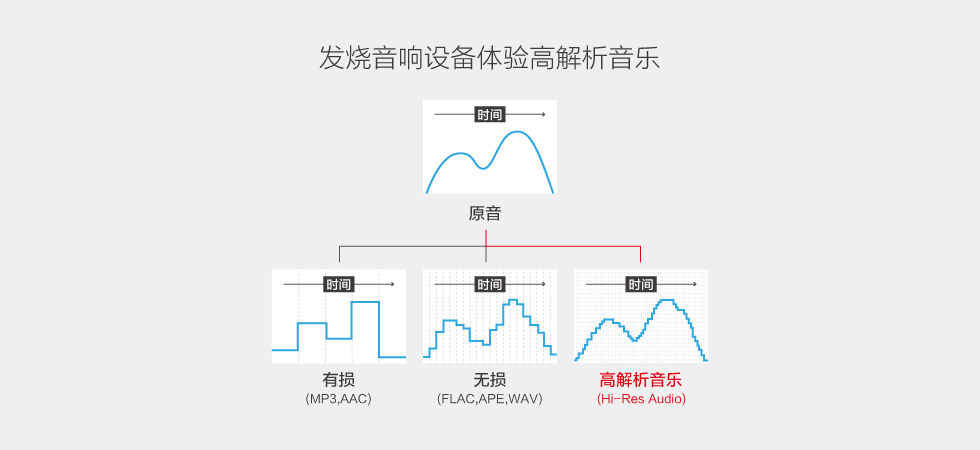 发烧音响设备体验高解析音乐
时间
原音
时间
时间
时间
有损
无损
高解析音乐
(MP3,AAC)
(FLAC,APE,WAV)
(Hi-Res Audio)